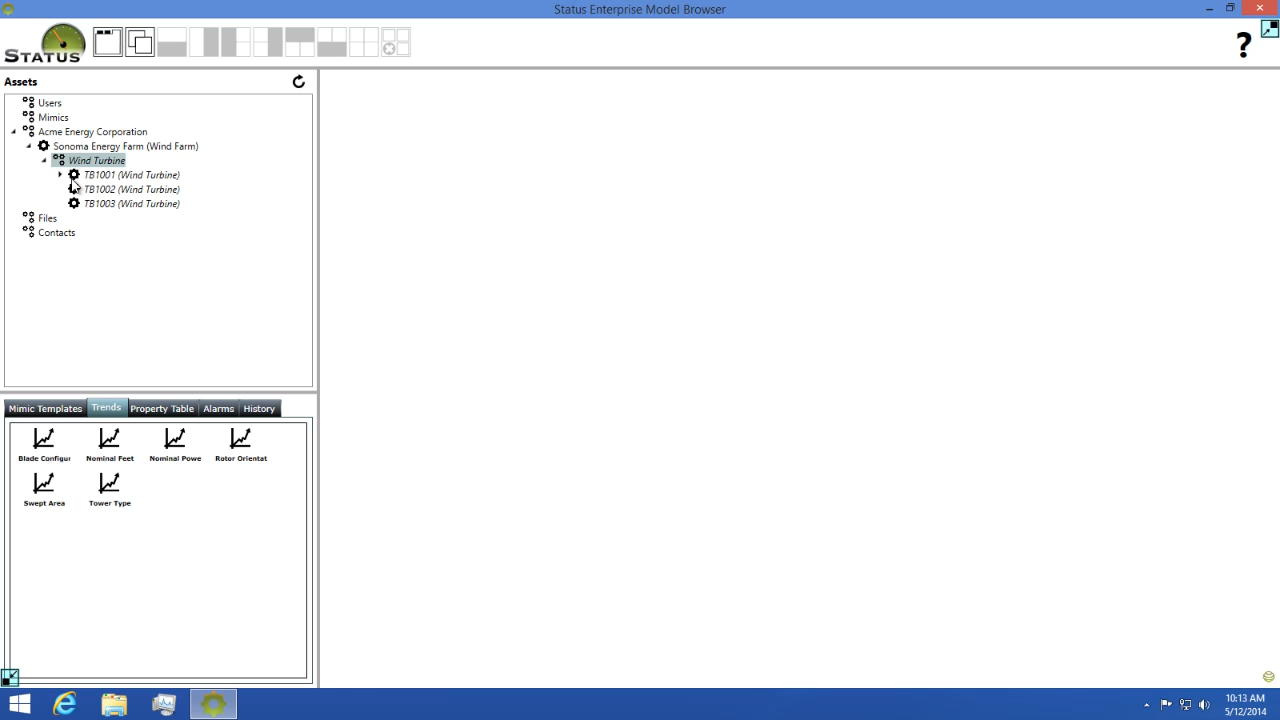 Status Enterprise Model Browser
STATUS
?
Assets
Users
Mimics
Acme Energy Corporation
Sonoma Energy Farm (Wind Farm)
Wind Turbine
TB1001 (Wind Turbine)
TB1002 (Wind Turbine)
TB1003 (Wind Turbine)
Files
Contacts
Mimic Templates Trends Property Table Alarms History
Blade Configur Nominal Feet Nominal Powe Rotor Orientat
Swept Area Tower Type
10:13 AM
5/12/2014